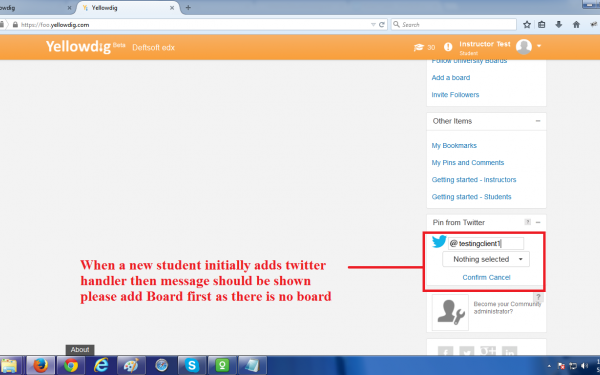 owdig
Yellowdig
https://foo.yellowdig.com
Search
Yellowdig Beta Deftsoft edx
30
Instructor Test
Student
Follow University Boards
Add a board
Invite Followers
Other Items
My Bookmarks
My Pins and Comments
Getting started - Instructors
Getting started - Students
Pin from Twitter ?
@ testingclient1
Nothing selected
Confirm Cancel
When a new student initially adds twitter
handler then message should be shown
please add Board first as there is no board
Become your Community
administrator?
?
About